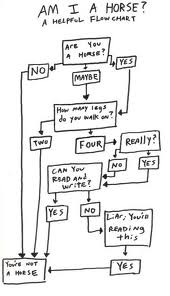 AM I A HORSE?
A HELPFUL FLOWCHART
ARE YOU
A HORSE?
NO
MAYBE
YES
HOW MANY LEGS
DO YOU WALK ON?
TWO
FOUR
REALLY?
NO
YES
CAN YOU
READ AND
WRITE?
YES
NO
LIAR, YOU'RE
READING
THIS
YOU'RE NOT
A HORSE
YES